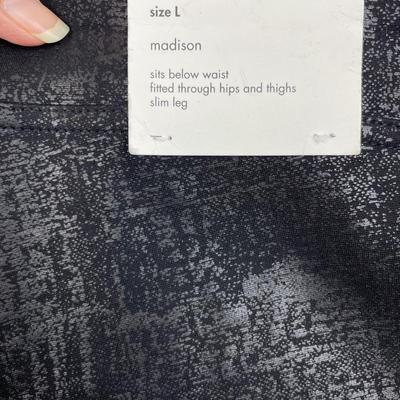 size L
madison
sits below waist
fitted through hips and thighs
slim leg